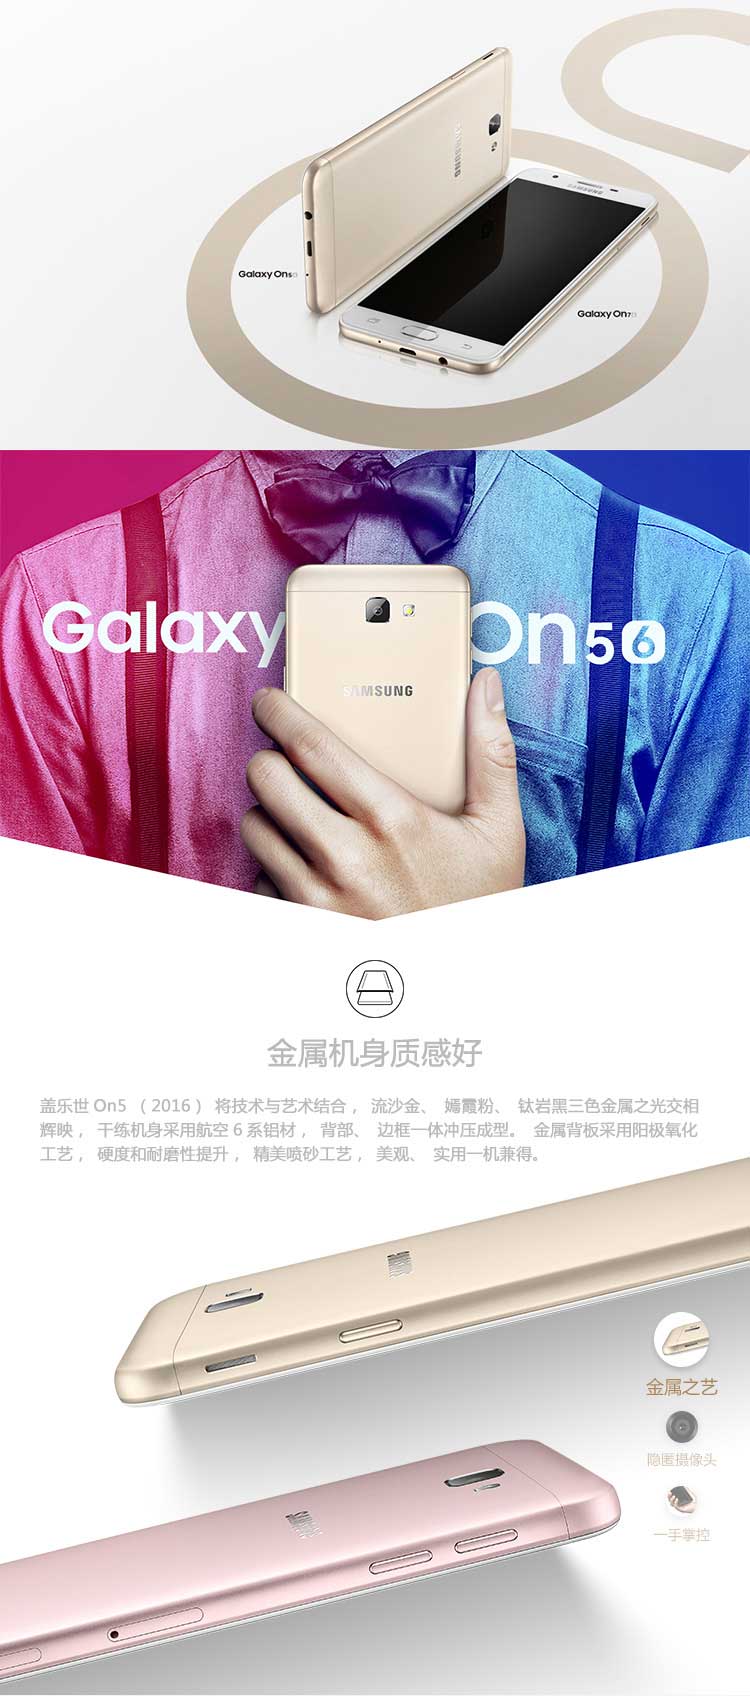 SAMSUNG
SAMSUNG
Galaxy On5
Galaxy On7
Galaxy On5 6
SAMSUNG
金属机身质感好
盖乐世 On5 （ 2016 ） 将技术与艺术结合， 流沙金、 嫣霞粉、 钛岩黑三色金属之光交相
辉映， 干练机身采用航空 6 系铝材， 背部、 边框一体冲压成型。 金属背板采用阳极氧化
工艺， 硬度和耐磨性提升， 精美喷砂工艺， 美观、 实用一机兼得。
金属之艺
隐匿摄像头
SAMSUNG
一手掌控